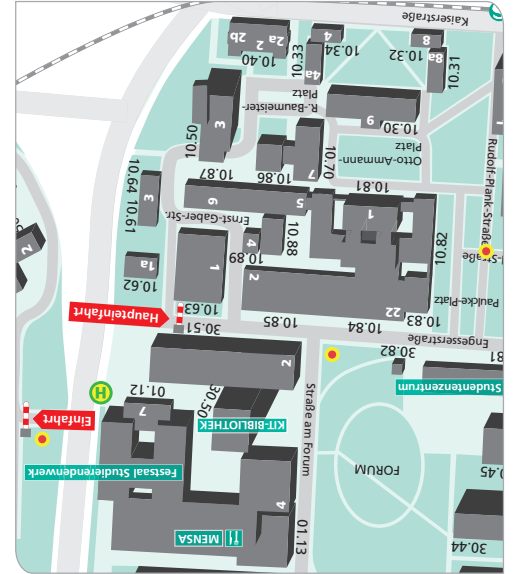 Kaiserstraße
2b
2a
2
10.40
10.33
4
10.34
4a
8
10.32
8a
10.31
R.-Baumeister-
Platz
10.50
3
9
10.30
Otto-Ammann-
Platz
Rudolf-Plank-Straße
10.70
7
10.86
10.87
10.64
10.61
3
10.81
5
6
1
Ernst-Gaber-Str.
4
10.88
10.89
10.82
1a
10.62
1
2
10.63
Haupteinfahrt
22
10.83
10.84
10.85
Paulcke-Platz
Engesserstraße
30.51
2
30.82
Studentenzentrum
H
01.12
7
30.50
KIT-BIBLIOTHEK
Straße am Forum
Einfahrt
Festsaal Studierendenwerk
FORUM
4
MENSA
01.13
30.44
2